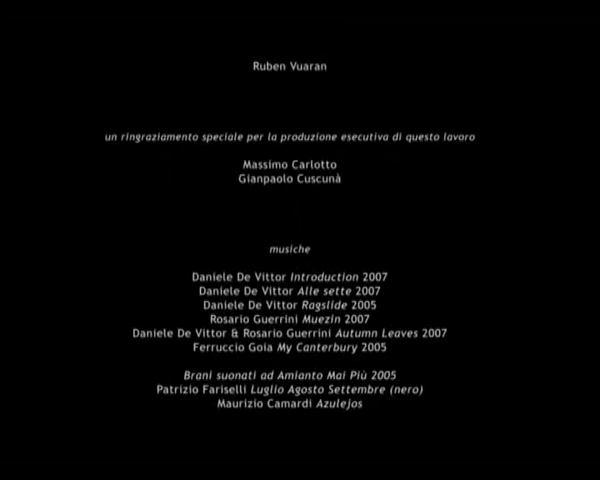 Ruben Vuaran
un ringraziamento speciale per la produzione esecutiva di questo lavoro
Massimo Carlotto
Gianpaolo Cuscunà
musiche
Daniele De Vittor Introduction 2007
Daniele De Vittor Alle sette 2007
Daniele De Vittor Ragslide 2005
Rosario Guerrini Muezin 2007
Daniele De Vittor & Rosario Guerrini Autumn Leaves 2007
Ferruccio Goia My Canterbury 2005
Brani suonati ad Amianto Mai Più 2005
Patrizio Fariselli Luglio Agosto Settembre (nero)
Maurizio Camardi Azulejos